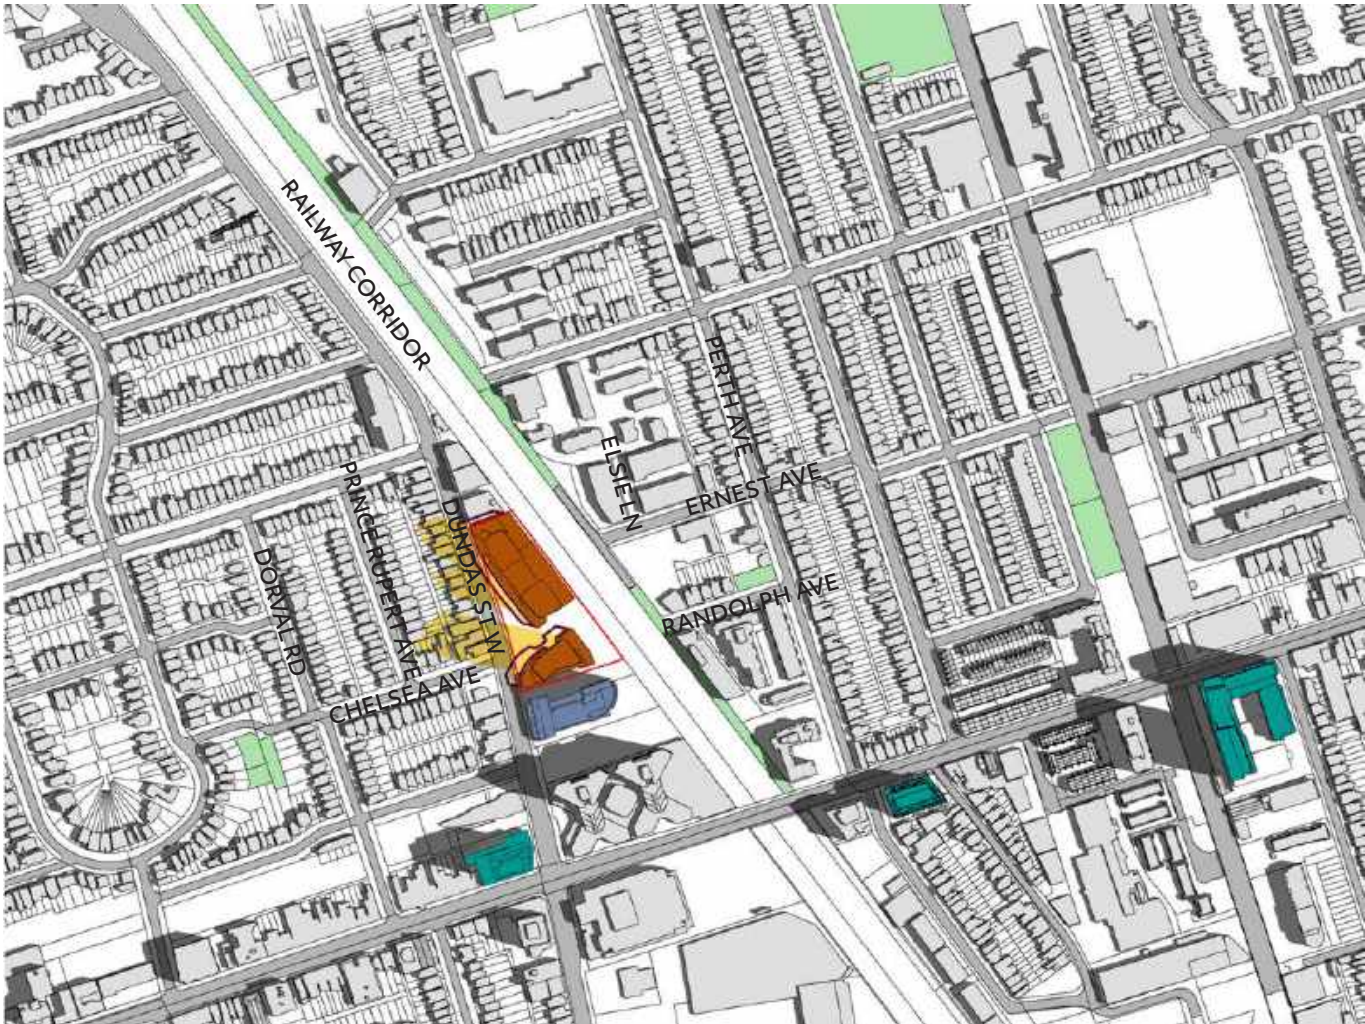 RAILWAY CORRIDOR
PERTH AVE
ELSIE LN
ERNEST AVE
PRINCE RUPERT AVE
DUNDAS ST W
DORVAL RD
RANDOLPH AVE
CHELSEA AVE